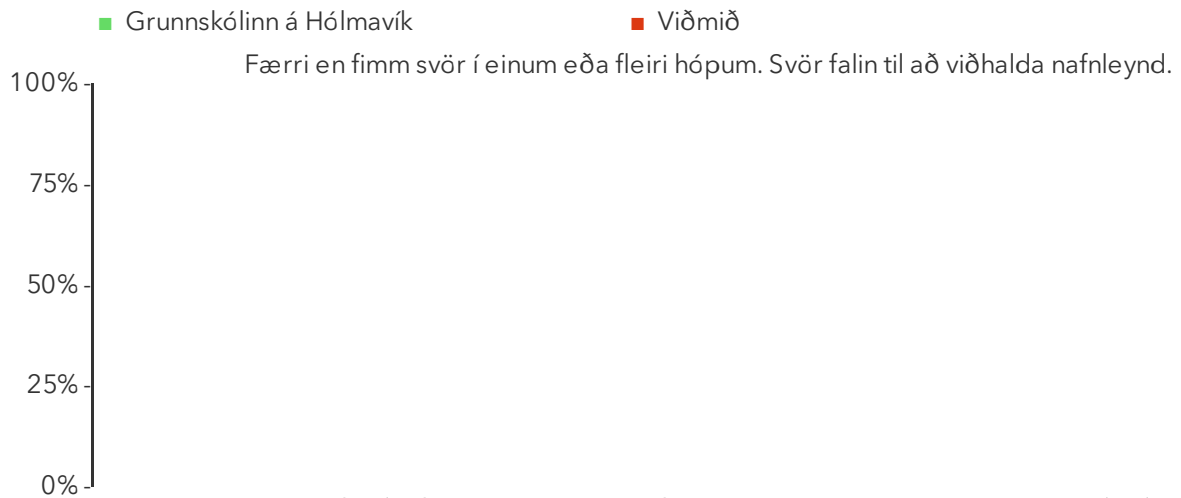 Grunnskólinn á Hólmavík
Viðmið
Færri en fimm svör í einum eða fleiri hópum. Svör falin til að viðhalda nafnleynd.
100%
75%
50%
25%
0%